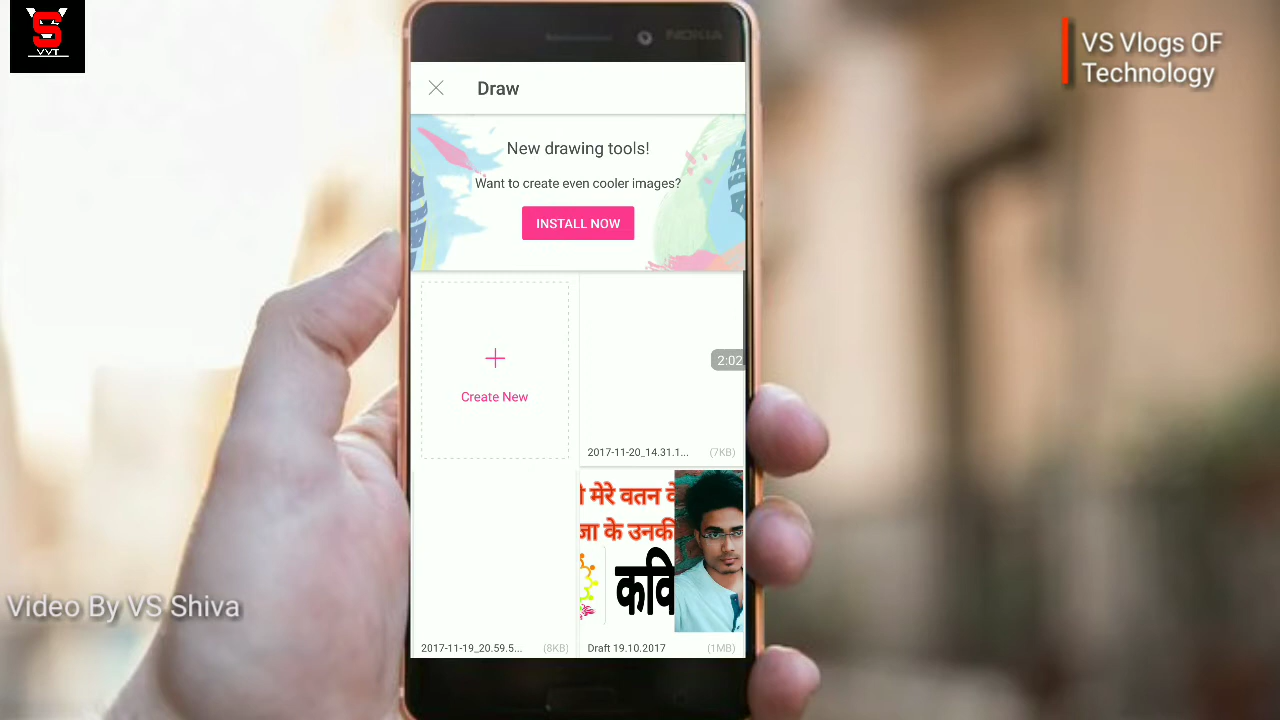 S
VVT
VS Vlogs OF
Technology
NOKIA
Draw
New drawing tools!
Want to create even cooler images?
INSTALL NOW
2:02
Create New
2017-11-20_14.31.1... (7KB)
मेरे वतन के
जा के उनकी
कवि
2017-11-19_20.59.5... (8KB)
Draft 19.10.2017 (1MB)
Video By VS Shiva